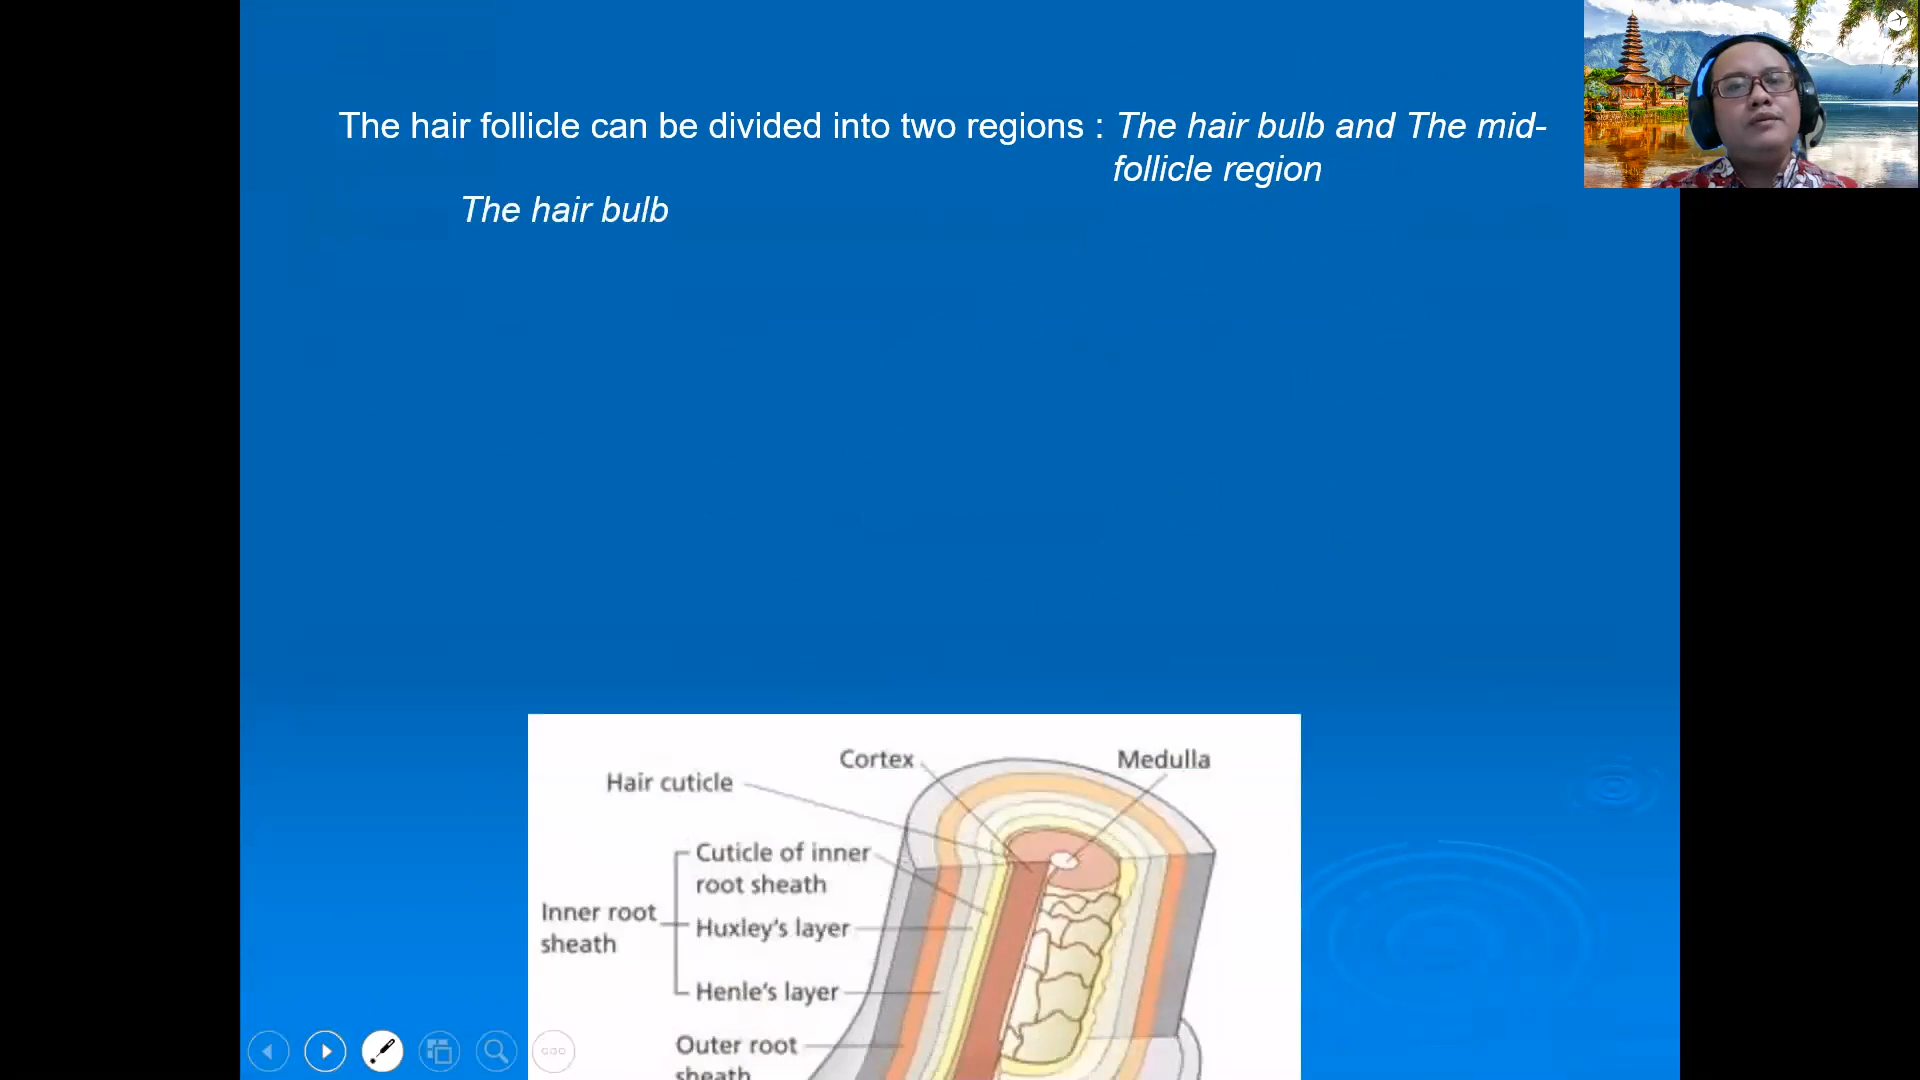 The hair follicle can be divided into two regions : The hair bulb and The mid-
follicle region
The hair bulb
Cortex
Medulla
Hair cuticle
Cuticle of inner
root sheath
Inner root
sheath
Huxley's layer
Henle's layer
Outer root
sheath